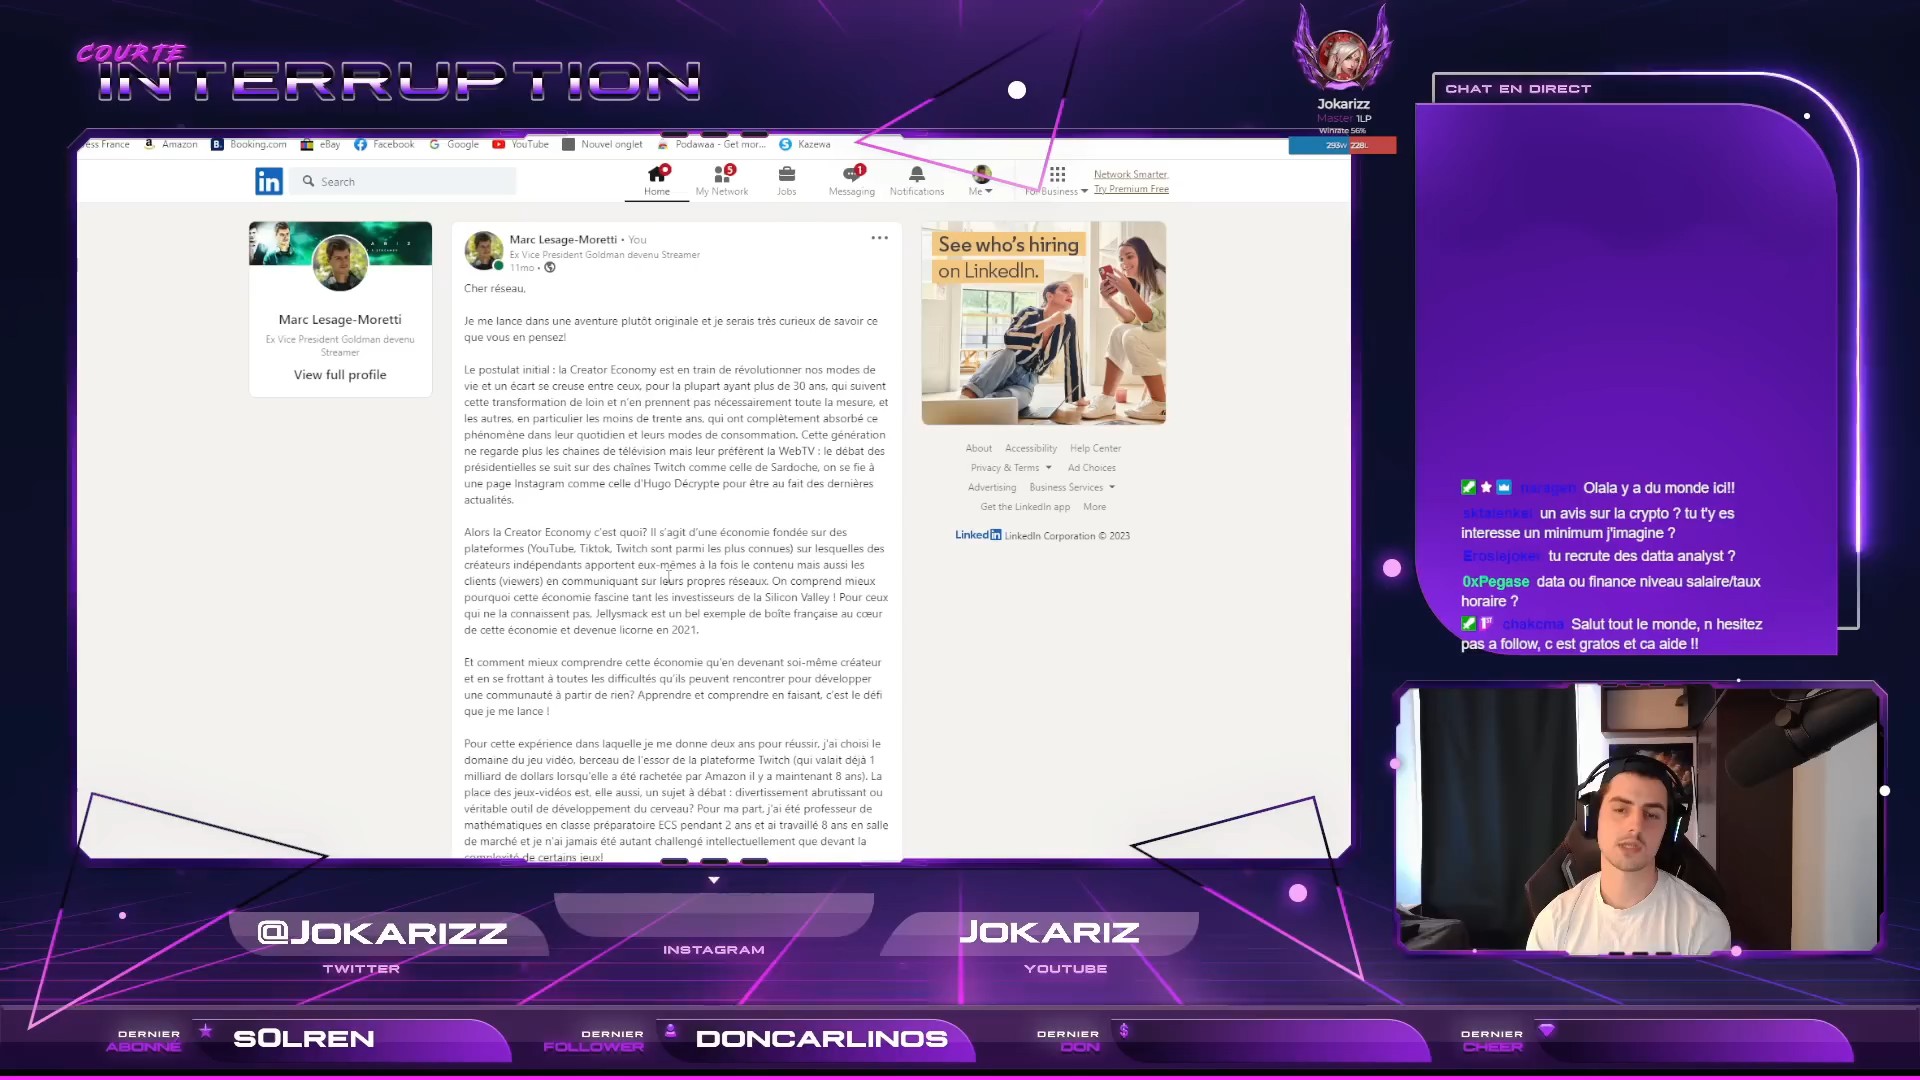 COURTE
INTERRUPTION
Jokarizz
Master 1LP
Winrate 56%
293W 228L
CHAT EN DIRECT
ess France Amazon Booking.com eBay Facebook Google YouTube Nouvel onglet Podawaa - Get mor... Kazewa
Search
Home My Network Jobs Messaging Notifications Me For Business
5
1
Network Smarter,
Try Premium Free
Marc Lesage-Moretti
Ex Vice President Goldman devenu
Streamer
View full profile
Marc Lesage-Moretti • You
Ex Vice President Goldman devenu Streamer
11mo •
Cher réseau,
Je me lance dans une aventure plutôt originale et je serais très curieux de savoir ce
que vous en pensez!
Le postulat initial : la Creator Economy est en train de révolutionner nos modes de
vie et un écart se creuse entre ceux, pour la plupart ayant plus de 30 ans, qui suivent
cette transformation de loin et n'en prennent pas nécessairement toute la mesure, et
les autres, en particulier les moins de trente ans, qui ont complètement absorbé ce
phénomène dans leur quotidien et leurs modes de consommation. Cette génération
ne regarde plus les chaines de télévision mais leur préfèrent la WebTV : le débat des
présidentielles se suit sur des chaînes Twitch comme celle de Sardoche, on se fie à
une page Instagram comme celle d'Hugo Décrypte pour être au fait des dernières
actualités.
Alors la Creator Economy c'est quoi? Il s'agit d'une économie fondée sur des
plateformes (YouTube, Tiktok, Twitch sont parmi les plus connues) sur lesquelles des
créateurs indépendants apportent eux-mêmes à la fois le contenu mais aussi les
clients (viewers) en communiquant sur leurs propres réseaux. On comprend mieux
pourquoi cette économie fascine tant les investisseurs de la Silicon Valley ! Pour ceux
qui ne la connaissent pas, Jellysmack est un bel exemple de boîte française au cœur
de cette économie et devenue licorne en 2021.
Et comment mieux comprendre cette économie qu'en devenant soi-même créateur
et en se frottant à toutes les difficultés qu'ils peuvent rencontrer pour développer
une communauté à partir de rien? Apprendre et comprendre en faisant, c'est le défi
que je me lance !
Pour cette expérience dans laquelle je me donne deux ans pour réussir, j'ai choisi le
domaine du jeu vidéo, berceau de l'essor de la plateforme Twitch (qui valait déjà 1
milliard de dollars lorsqu'elle a été rachetée par Amazon il y a maintenant 8 ans). La
place des jeux-vidéos est, elle aussi, un sujet à débat : divertissement abrutissant ou
véritable outil de développement du cerveau? Pour ma part, j'ai été professeur de
mathématiques en classe préparatoire ECS pendant 2 ans et ai travaillé 8 ans en salle
de marché et je n'ai jamais été autant challengé intellectuellement que devant la
complexité de certains jeux!
See who's hiring
on LinkedIn.
About Accessibility Help Center
Privacy & Terms Ad Choices
Advertising Business Services
Get the LinkedIn app More
LinkedIn LinkedIn Corporation © 2023
Olala y a du monde ici!!
un avis sur la crypto ? tu t'y es
interesse un minimum j'imagine ?
tu recrute des datta analyst ?
0xPegase data ou finance niveau salaire/taux
horaire ?
chakcma Salut tout le monde, n hesitez
pas a follow, c est gratos et ca aide !!
@JOKARIZZ
TWITTER
INSTAGRAM
JOKARIZ
YOUTUBE
DERNIER
ABONNÉ
SOLREN
DERNIER
FOLLOWER
DONCARLINOS
DERNIER
DON
DERNIER
CHEER